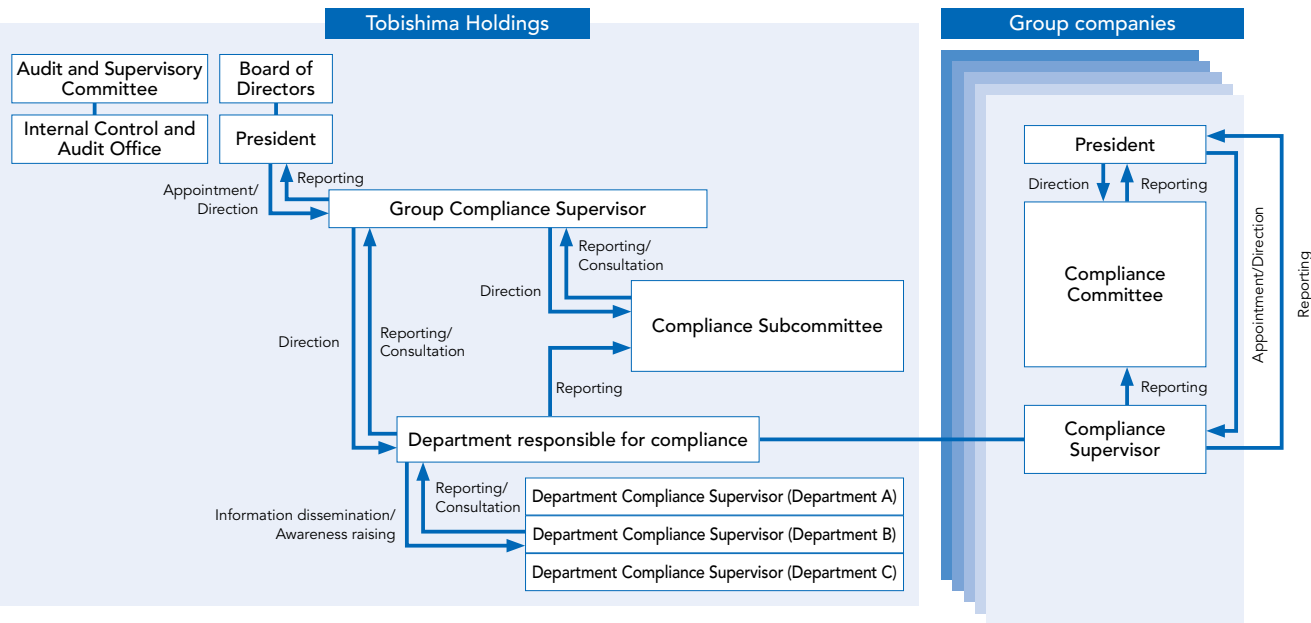 Tobishima Holdings
Audit and Supervisory
Committee
Board of
Directors
Internal Control and
Audit Office
President
Appointment/
Direction
Reporting
Group Compliance Supervisor
Reporting/
Consultation
Direction
Compliance Subcommittee
Direction
Reporting/
Consultation
Reporting
Department responsible for compliance
Reporting/
Consultation
Information dissemination/
Awareness raising
Department Compliance Supervisor (Department A)
Department Compliance Supervisor (Department B)
Department Compliance Supervisor (Department C)
Group companies
President
Direction
Reporting
Compliance
Committee
Reporting
Compliance
Supervisor
Appointment/Direction
Reporting